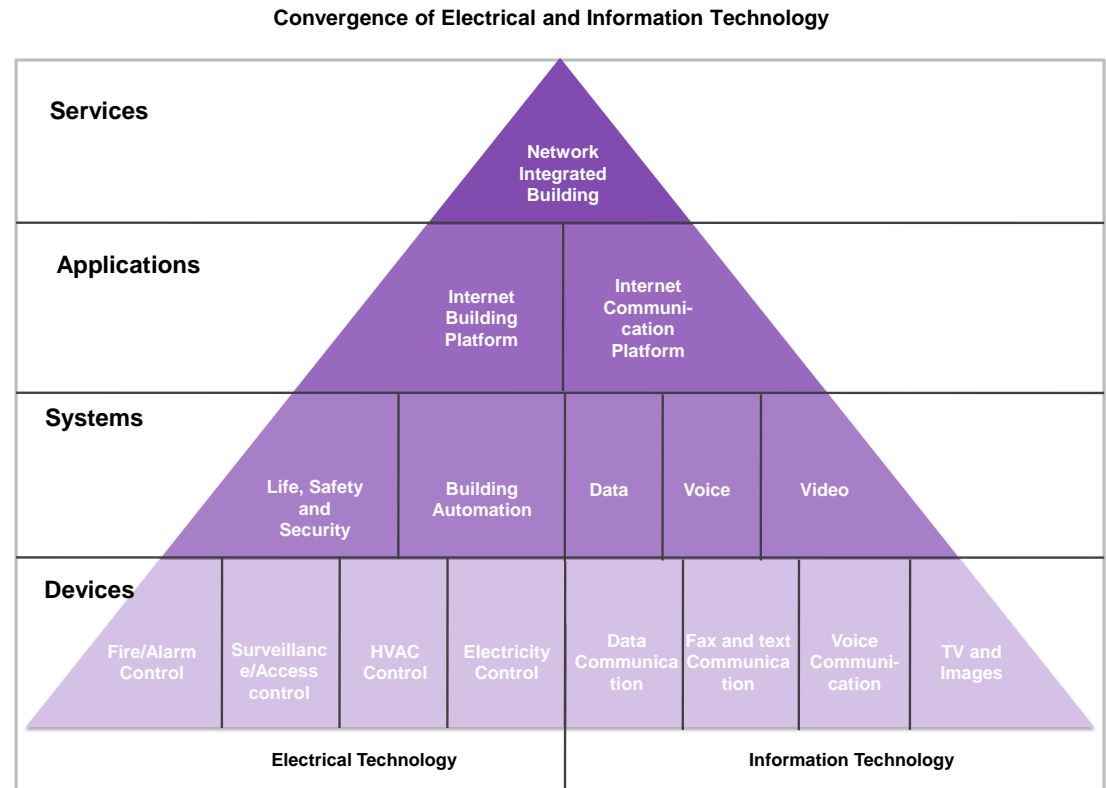 Convergence of Electrical and Information Technology
Services
Network
Integrated
Building
Applications
Internet
Building
Platform
Internet
Communi-
cation
Platform
Systems
Life, Safety
and
Security
Building
Automation
Data
Voice
Video
Devices
Fire/Alarm
Control
Surveillanc
e/Access
control
HVAC
Control
Electricity
Control
Data
Communica
tion
Fax and text
Communica
tion
Voice
Communi-
cation
TV and
Images
Electrical Technology
Information Technology